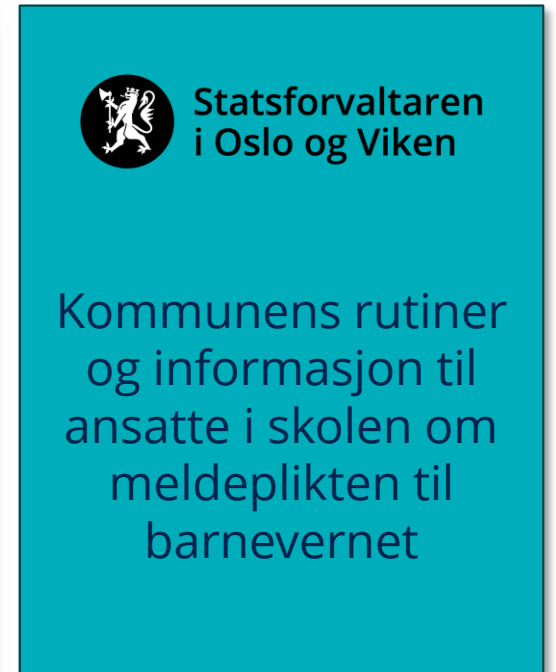 Statsforvaltaren
i Oslo og Viken
Kommunens rutiner
og informasjon til
ansatte i skolen om
meldeplikten til
barnevernet